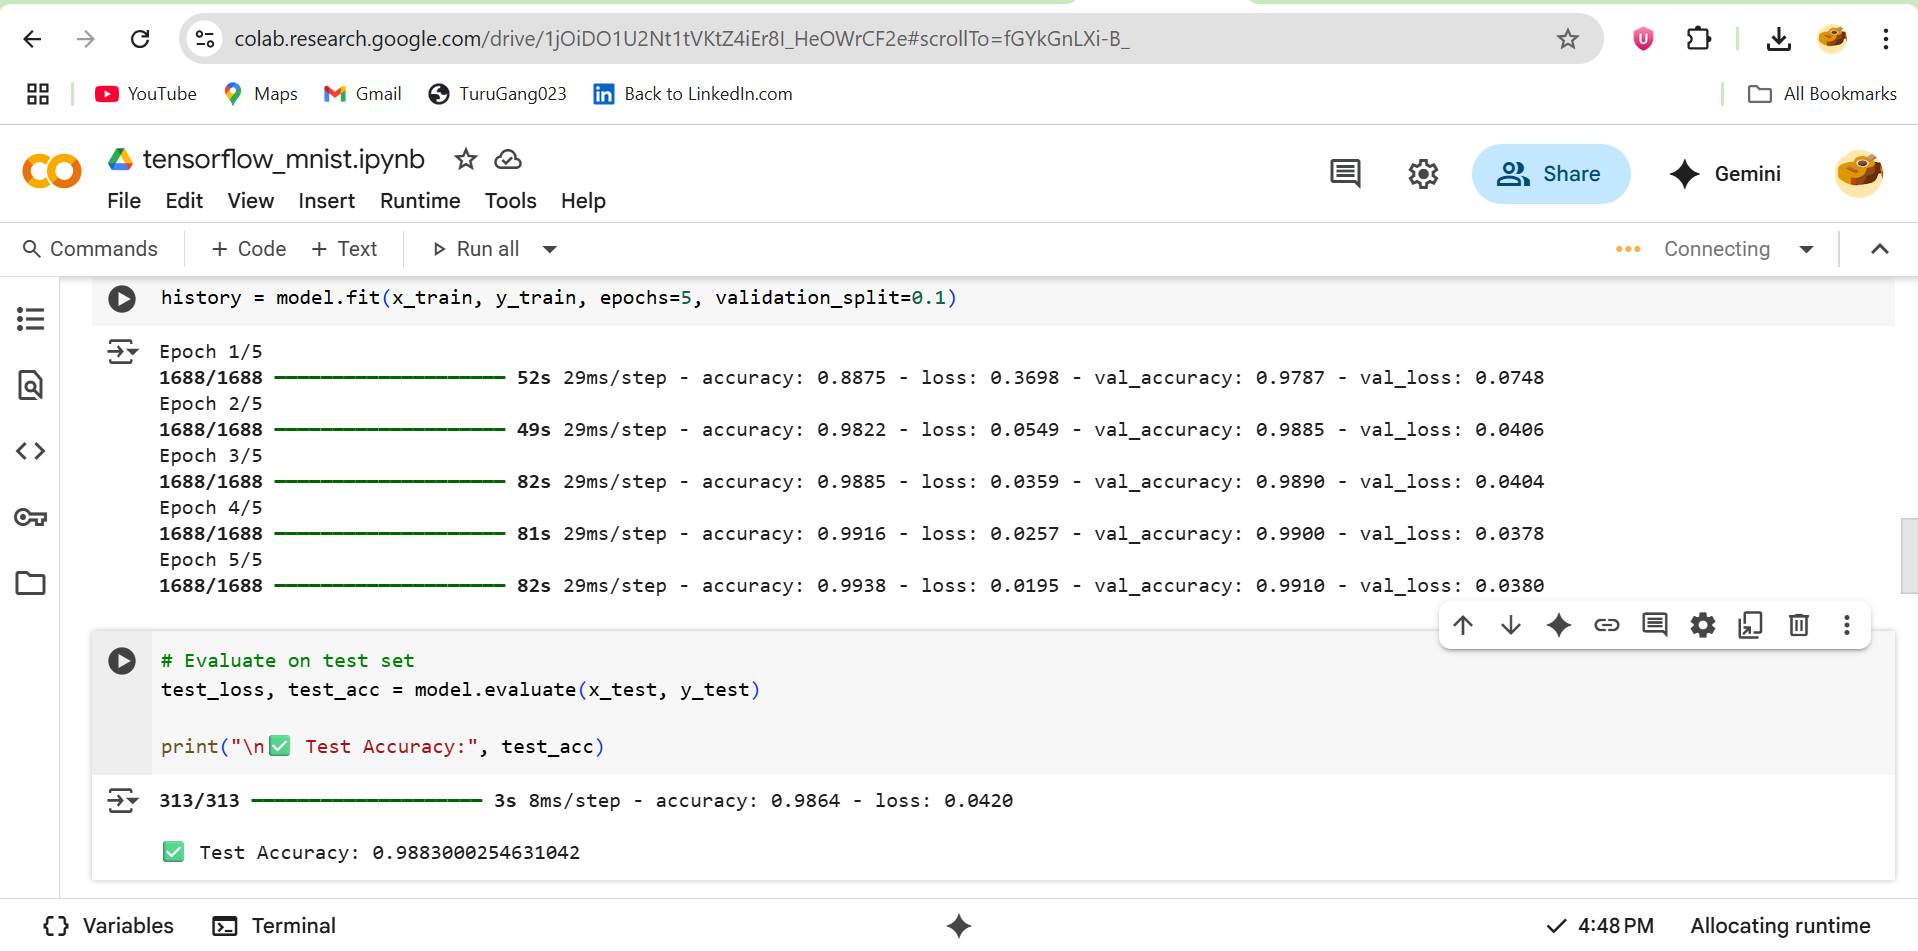 colab.research.google.com/drive/1jOiDO1U2Nt1tVKtZ4iEr8I_HeOWrCF2e#scrollTo=fGYkGnLXi-B_
YouTube Maps Gmail TuruGang023 Back to LinkedIn.com All Bookmarks
tensorflow_mnist.ipynb
File Edit View Insert Runtime Tools Help
Share Gemini
Commands + Code + Text Run all Connecting
history = model.fit(x_train, y_train, epochs=5, validation_split=0.1)
Epoch 1/5
1688/1688 ━━━━━━━━━━━━━━━━━━━━ 52s 29ms/step - accuracy: 0.8875 - loss: 0.3698 - val_accuracy: 0.9787 - val_loss: 0.0748
Epoch 2/5
1688/1688 ━━━━━━━━━━━━━━━━━━━━ 49s 29ms/step - accuracy: 0.9822 - loss: 0.0549 - val_accuracy: 0.9885 - val_loss: 0.0406
Epoch 3/5
1688/1688 ━━━━━━━━━━━━━━━━━━━━ 82s 29ms/step - accuracy: 0.9885 - loss: 0.0359 - val_accuracy: 0.9890 - val_loss: 0.0404
Epoch 4/5
1688/1688 ━━━━━━━━━━━━━━━━━━━━ 81s 29ms/step - accuracy: 0.9916 - loss: 0.0257 - val_accuracy: 0.9900 - val_loss: 0.0378
Epoch 5/5
1688/1688 ━━━━━━━━━━━━━━━━━━━━ 82s 29ms/step - accuracy: 0.9938 - loss: 0.0195 - val_accuracy: 0.9910 - val_loss: 0.0380
# Evaluate on test set
test_loss, test_acc = model.evaluate(x_test, y_test)
print("\n✅ Test Accuracy:", test_acc)
313/313 ━━━━━━━━━━━━━━━━━━━━ 3s 8ms/step - accuracy: 0.9864 - loss: 0.0420
✅ Test Accuracy: 0.9883000254631042
Variables Terminal 4:48 PM Allocating runtime